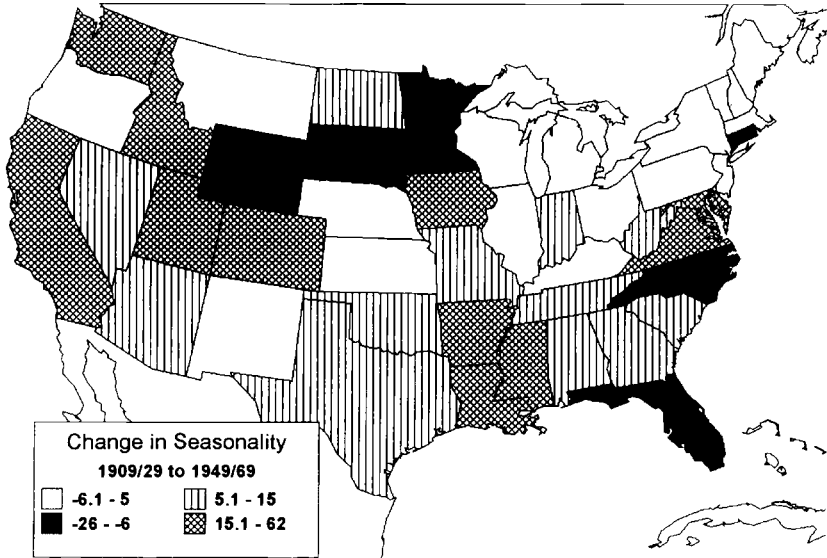 Change in Seasonality
1909/29 to 1949/69
-6.1 - 5 5.1 - 15
-26 - -6 15.1 - 62